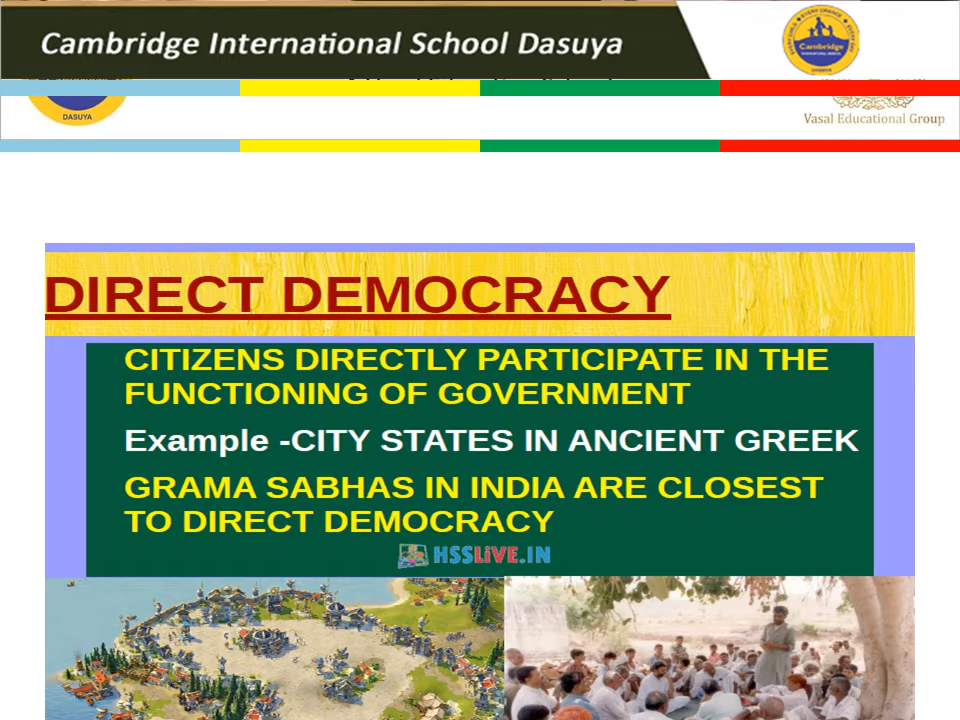 Cambridge International School Dasuya
Cambridge
DASUYA
Vasal Educational Group
DIRECT DEMOCRACY
CITIZENS DIRECTLY PARTICIPATE IN THE
FUNCTIONING OF GOVERNMENT
Example -CITY STATES IN ANCIENT GREEK
GRAMA SABHAS IN INDIA ARE CLOSEST
TO DIRECT DEMOCRACY
HSSLiVE.IN